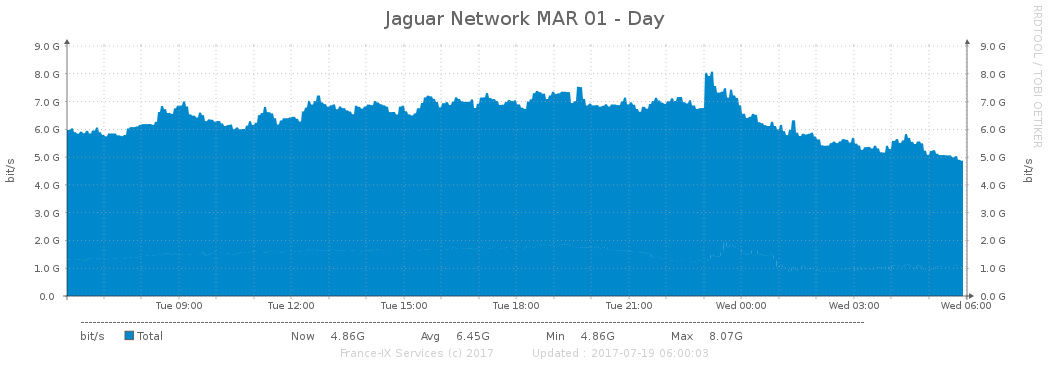 Jaguar Network MAR 01 - Day
RRDTOOL / TOBI OETIKER
bit/s
9.0 G
8.0 G
7.0 G
6.0 G
5.0 G
4.0 G
3.0 G
2.0 G
1.0 G
0.0
9.0 G
8.0 G
7.0 G
6.0 G
5.0 G
4.0 G
3.0 G
2.0 G
1.0 G
0.0 G
bit/s
Tue 09:00 Tue 12:00 Tue 15:00 Tue 18:00 Tue 21:00 Wed 00:00 Wed 03:00 Wed 06:00
bit/s Total Now 4.86G Avg 6.45G Min 4.86G Max 8.07G
France-IX Services (c) 2017 Updated : 2017-07-19 06:00:03